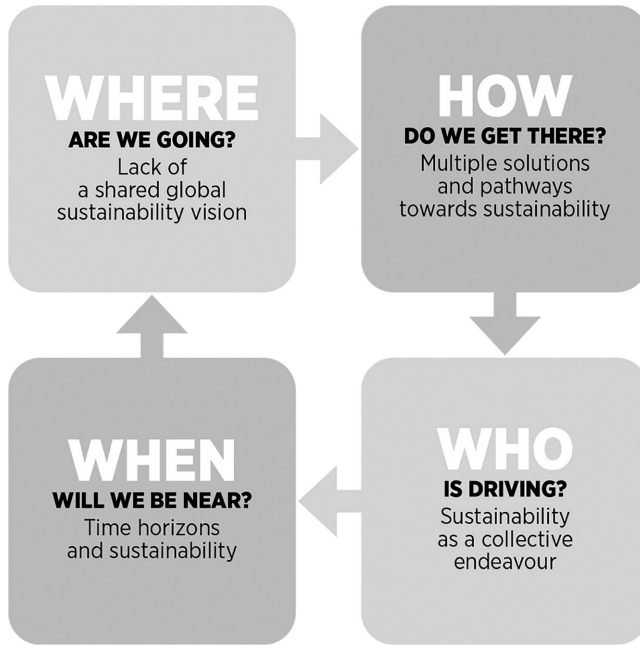 WHERE
ARE WE GOING?
Lack of
a shared global
sustainability vision
HOW
DO WE GET THERE?
Multiple solutions
and pathways
towards sustainability
WHO
IS DRIVING?
Sustainability
as a collective
endeavour
WHEN
WILL WE BE NEAR?
Time horizons
and sustainability